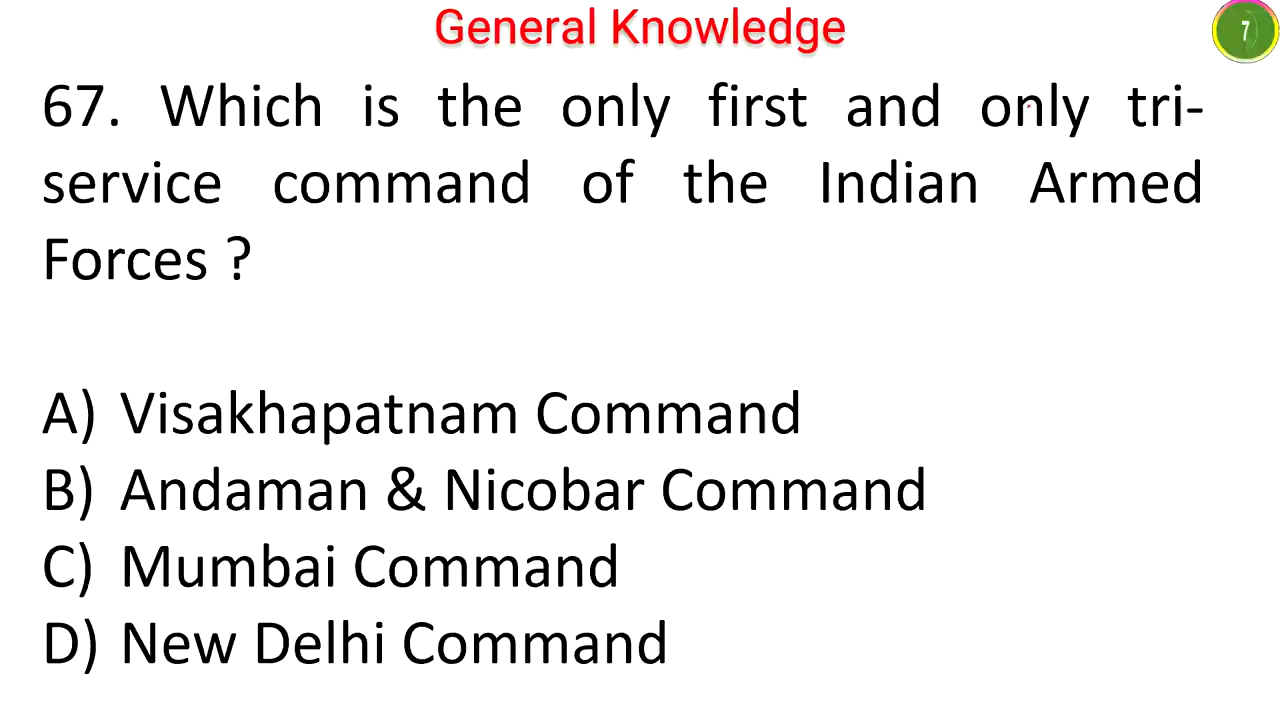 General Knowledge
7
67. Which is the only first and only tri-
service command of the Indian Armed
Forces ?
A) Visakhapatnam Command
B) Andaman & Nicobar Command
C) Mumbai Command
D) New Delhi Command